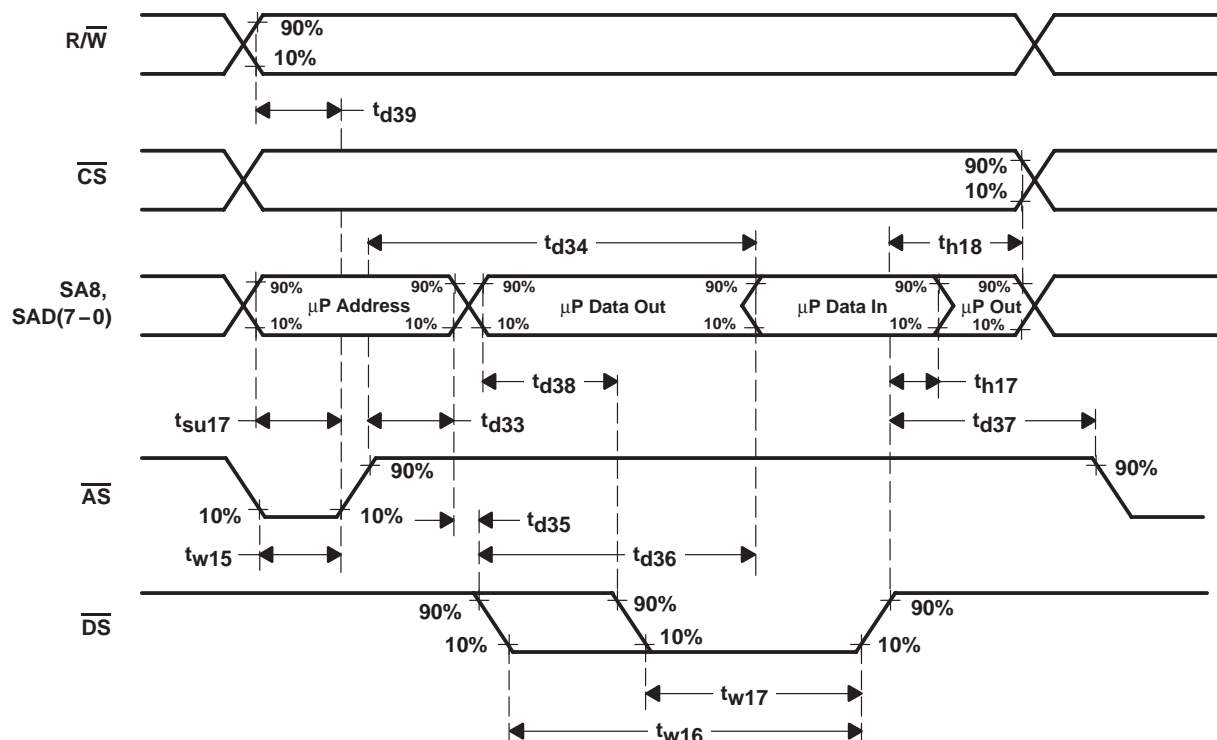 R/W
90%
10%
td39
CS
90%
10%
td34
th18
SA8,
SAD(7–0)
90%
μP Address
90%
90%
μP Data Out
90%
90%
μP Data In
90%
90%
μP Out
10%
10%
10%
10%
10%
10%
10%
td38
th17
tsu17
td33
td37
AS
90%
90%
10%
10%
td35
tw15
td36
DS
90%
90%
90%
10%
10%
10%
tw17
tw16